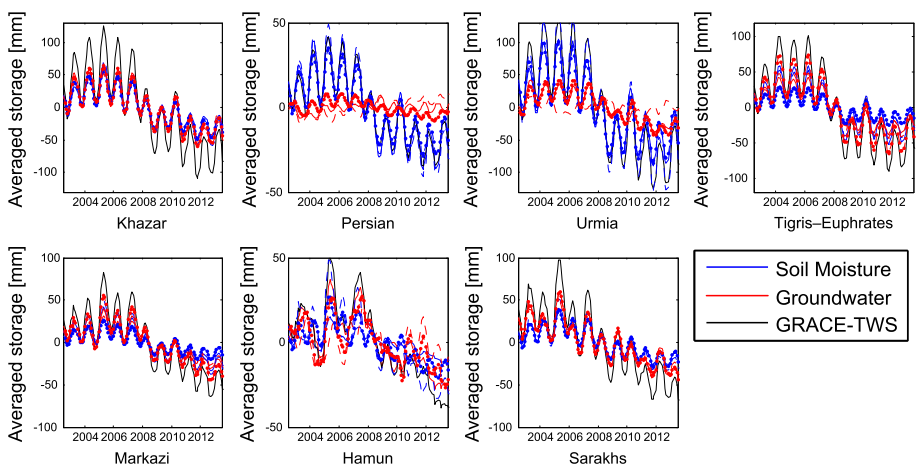 Averaged storage [mm]
100
50
0
-50
-100
2004 2006 2008 2010 2012
Khazar
Averaged storage [mm]
50
0
-50
2004 2006 2008 2010 2012
Persian
Averaged storage [mm]
100
50
0
-50
-100
2004 2006 2008 2010 2012
Urmia
Averaged storage [mm]
100
50
0
-50
-100
2004 2006 2008 2010 2012
Tigris–Euphrates
Averaged storage [mm]
100
50
0
-50
-100
2004 2006 2008 2010 2012
Markazi
Averaged storage [mm]
50
0
-50
2004 2006 2008 2010 2012
Hamun
Averaged storage [mm]
100
50
0
-50
-100
2004 2006 2008 2010 2012
Sarakhs
Soil Moisture
Groundwater
GRACE-TWS